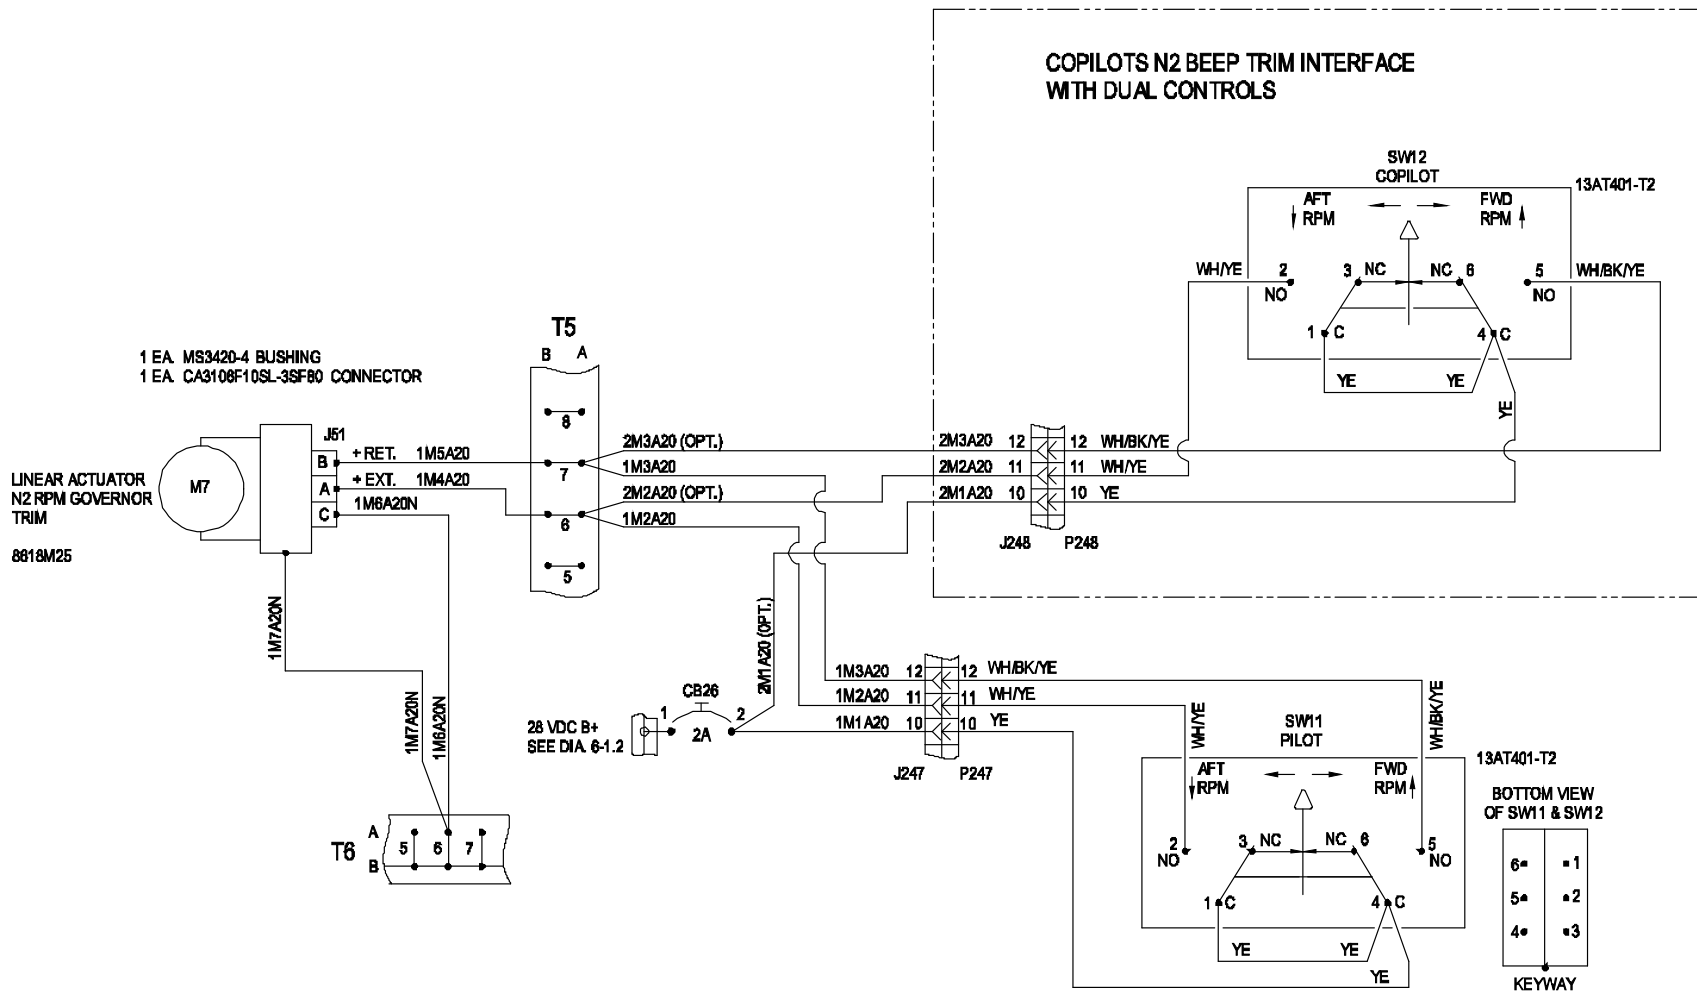 COPILOTS N2 BEEP TRIM INTERFACE
WITH DUAL CONTROLS
SW12
COPILOT
13AT401-T2
AFT
RPM
FWD
RPM
WH/YE
2
NO
3 NC
NC 6
5
NO
WH/BK/YE
1 C
4 C
YE
YE
YE
T5
B A
8
7
6
5
1 EA. MS3420-4 BUSHING
1 EA. CA3106F10SL-3SF80 CONNECTOR
J51
LINEAR ACTUATOR
N2 RPM GOVERNOR
TRIM
8618M25
M7
B
A
C
+ RET. 1M5A20
+ EXT. 1M4A20
1M6A20N
2M3A20 (OPT.)
1M3A20
2M2A20 (OPT.)
1M2A20
2M3A20 12
2M2A20 11
2M1A20 10
12 WH/BK/YE
11 WH/YE
10 YE
J248 P248
1M7A20N
2M1A20 (OPT.)
1M7A20N
1M6A20N
28 VDC B+
SEE DIA. 6-1.2
CB26
1
2
2A
1M3A20 12
1M2A20 11
1M1A20 10
12 WH/BK/YE
11 WH/YE
10 YE
J247 P247
T6
A
B
5 6 7
WH/YE
WH/BK/YE
SW11
PILOT
13AT401-T2
AFT
RPM
FWD
RPM
2
NO
3 NC
NC 6
5
NO
1 C
4 C
YE
YE
YE
BOTTOM VIEW
OF SW11 & SW12
6 1
5 2
4 3
KEYWAY